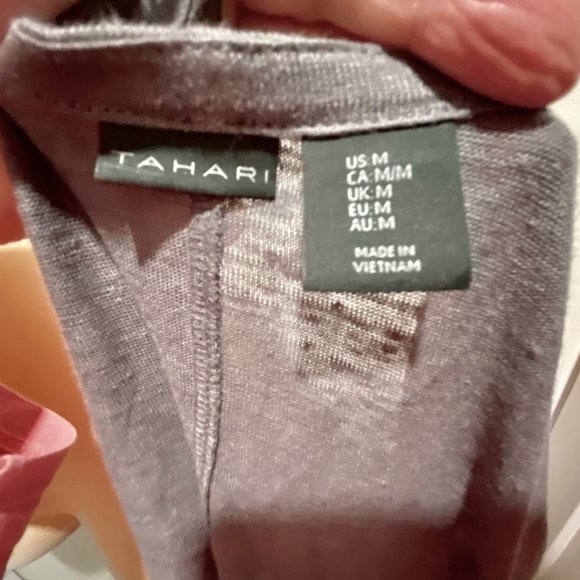 TAHARI
US:M
CA:M/M
UK:M
EU:M
AU:M
MADE IN
VIETNAM